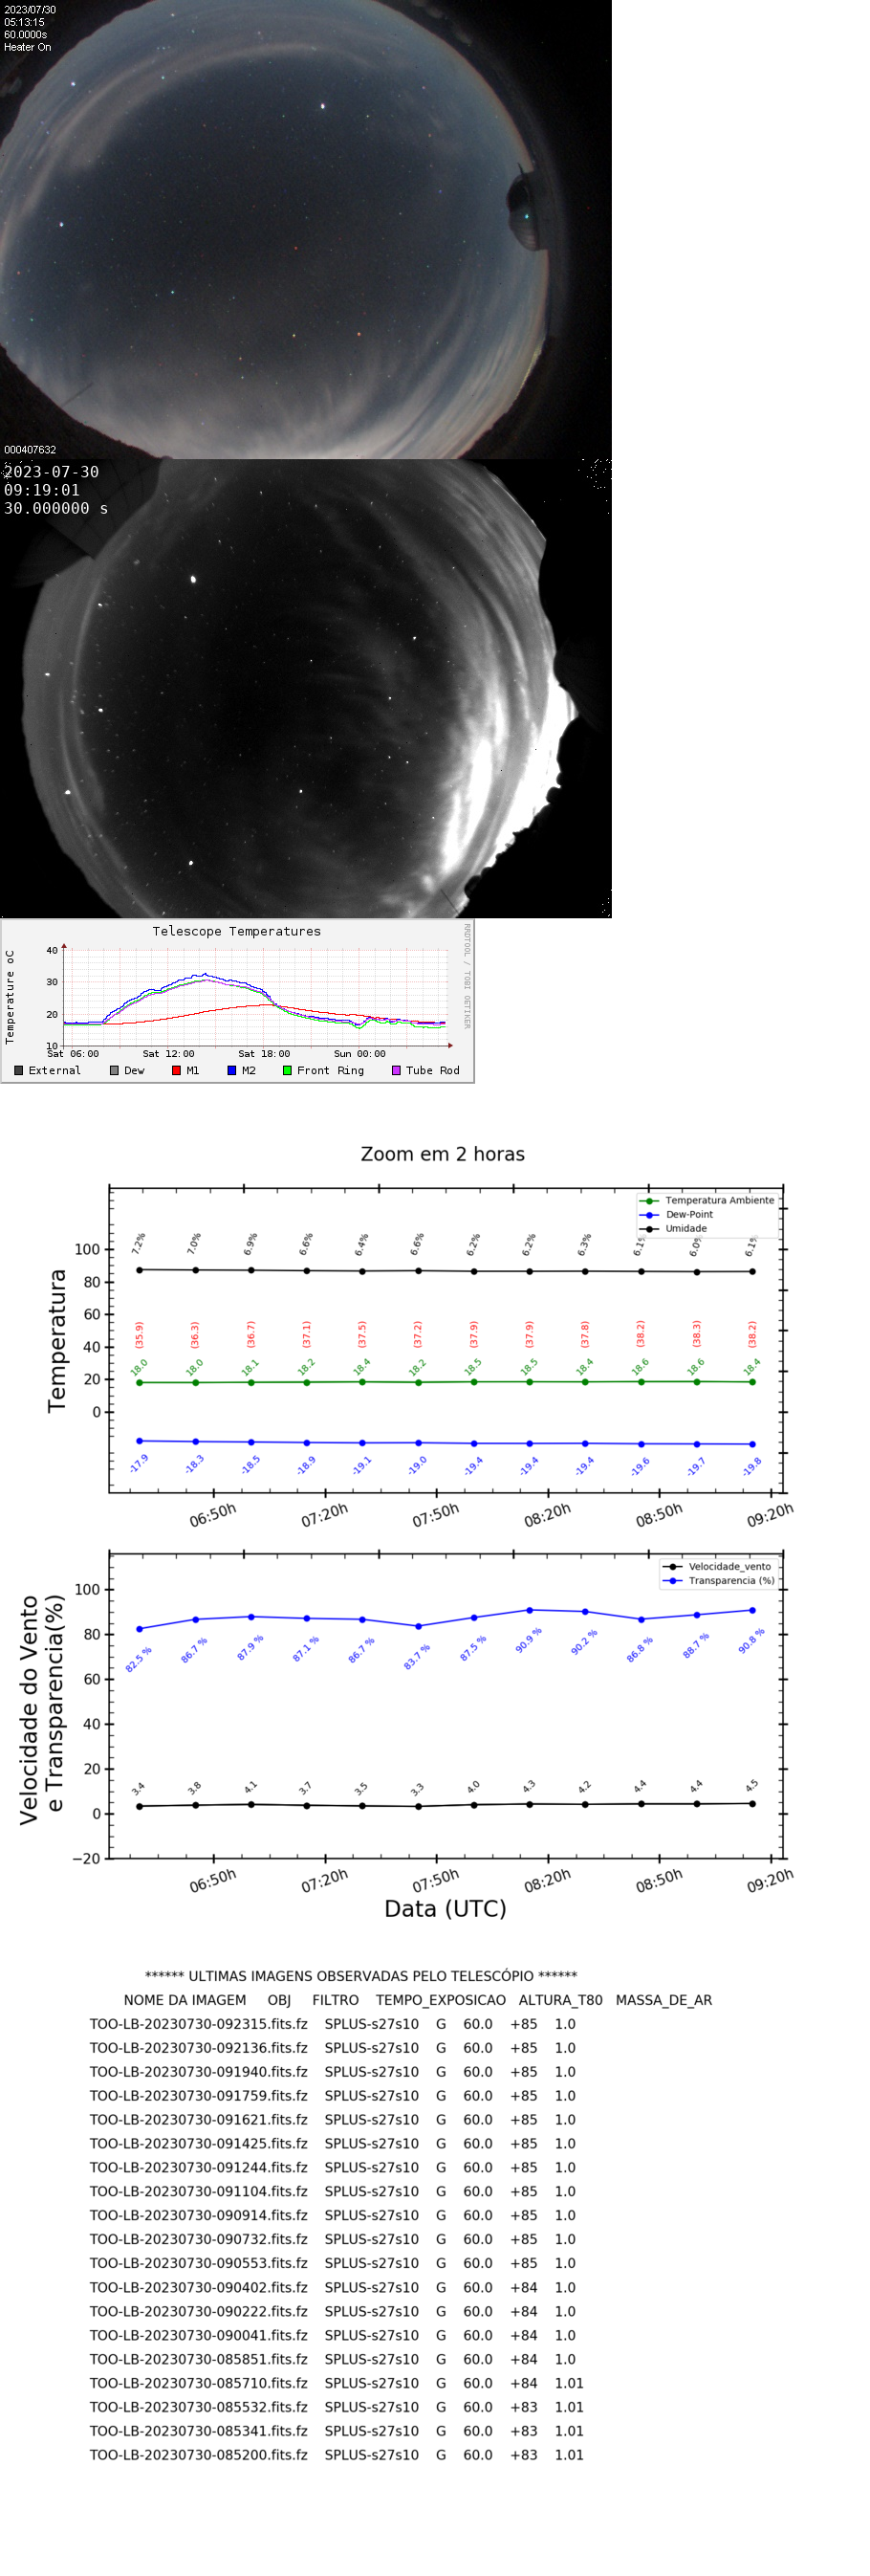 2023/07/30
05:13:15
60.0000s
Heater On
000407632
2023-07-30
09:19:01
30.000000 s
Telescope Temperatures
RRDTOOL / TOBI OETIKER
Temperature oC
40
30
20
10
Sat 06:00 Sat 12:00 Sat 18:00 Sun 00:00
External Dew M1 M2 Front Ring Tube Rod
Zoom em 2 horas
Temperatura Ambiente
Dew-Point
Umidade
Temperatura
100
80
60
40
20
0
7.2% 7.0% 6.9% 6.6% 6.4% 6.6% 6.2% 6.2% 6.3% 6.1% 6.0% 6.1%
(35.9) (36.3) (36.7) (37.1) (37.5) (37.2) (37.9) (37.9) (37.8) (38.2) (38.3) (38.2)
18.0 18.0 18.1 18.2 18.4 18.2 18.5 18.5 18.4 18.6 18.6 18.4
-17.9 -18.3 -18.5 -18.9 -19.1 -19.0 -19.4 -19.4 -19.4 -19.6 -19.7 -19.8
06:50h 07:20h 07:50h 08:20h 08:50h 09:20h
Velocidade_vento
Transparencia (%)
Velocidade do Vento
e Transparencia(%)
100
80
60
40
20
0
−20
82.5 % 86.7 % 87.9 % 87.1 % 86.7 % 83.7 % 87.5 % 90.9 % 90.2 % 86.8 % 88.7 % 90.8 %
3.4 3.8 4.1 3.7 3.5 3.3 4.0 4.3 4.2 4.4 4.4 4.5
06:50h 07:20h 07:50h 08:20h 08:50h 09:20h
Data (UTC)
****** ULTIMAS IMAGENS OBSERVADAS PELO TELESCÓPIO ******
NOME DA IMAGEM OBJ FILTRO TEMPO_EXPOSICAO ALTURA_T80 MASSA_DE_AR
TOO-LB-20230730-092315.fits.fz SPLUS-s27s10 G 60.0 +85 1.0
TOO-LB-20230730-092136.fits.fz SPLUS-s27s10 G 60.0 +85 1.0
TOO-LB-20230730-091940.fits.fz SPLUS-s27s10 G 60.0 +85 1.0
TOO-LB-20230730-091759.fits.fz SPLUS-s27s10 G 60.0 +85 1.0
TOO-LB-20230730-091621.fits.fz SPLUS-s27s10 G 60.0 +85 1.0
TOO-LB-20230730-091425.fits.fz SPLUS-s27s10 G 60.0 +85 1.0
TOO-LB-20230730-091244.fits.fz SPLUS-s27s10 G 60.0 +85 1.0
TOO-LB-20230730-091104.fits.fz SPLUS-s27s10 G 60.0 +85 1.0
TOO-LB-20230730-090914.fits.fz SPLUS-s27s10 G 60.0 +85 1.0
TOO-LB-20230730-090732.fits.fz SPLUS-s27s10 G 60.0 +85 1.0
TOO-LB-20230730-090553.fits.fz SPLUS-s27s10 G 60.0 +85 1.0
TOO-LB-20230730-090402.fits.fz SPLUS-s27s10 G 60.0 +84 1.0
TOO-LB-20230730-090222.fits.fz SPLUS-s27s10 G 60.0 +84 1.0
TOO-LB-20230730-090041.fits.fz SPLUS-s27s10 G 60.0 +84 1.0
TOO-LB-20230730-085851.fits.fz SPLUS-s27s10 G 60.0 +84 1.0
TOO-LB-20230730-085710.fits.fz SPLUS-s27s10 G 60.0 +84 1.01
TOO-LB-20230730-085532.fits.fz SPLUS-s27s10 G 60.0 +83 1.01
TOO-LB-20230730-085341.fits.fz SPLUS-s27s10 G 60.0 +83 1.01
TOO-LB-20230730-085200.fits.fz SPLUS-s27s10 G 60.0 +83 1.01